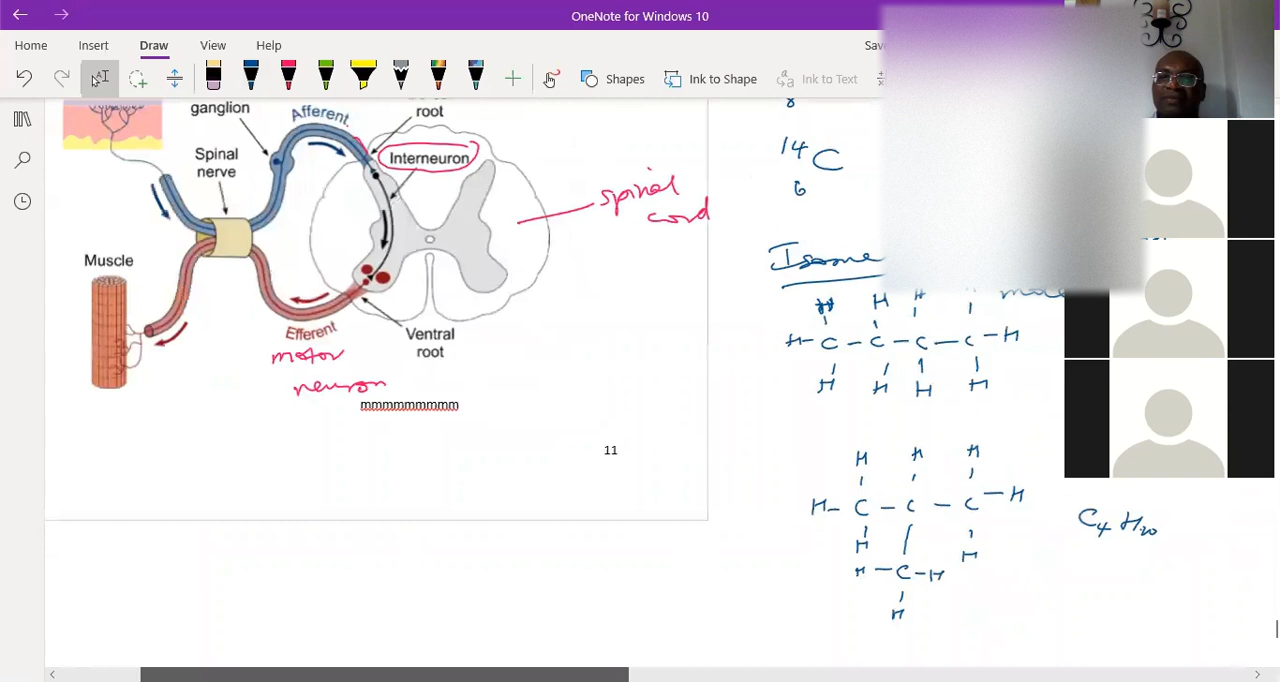 OneNote for Windows 10
Home Insert Draw View Help
Shapes Ink to Shape Ink to Text
ganglion
Afferent
root
Interneuron
Spinal
nerve
spinal
cord
Muscle
Efferent
Ventral
root
motor
neuron
mmmmmmmmm
11
8
14
C
6
H H H H
H- C - C - C - C -H
H H H H
H H H
H- C - C - C -H
H H
H -C-H
H
C4 H10